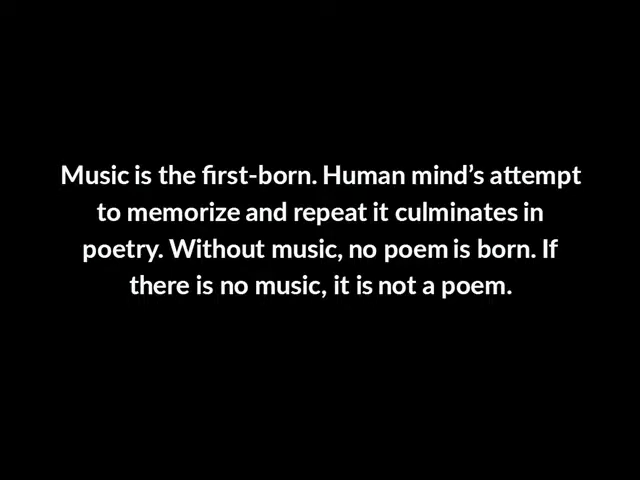 Music is the first-born. Human mind’s attempt
to memorize and repeat it culminates in
poetry. Without music, no poem is born. If
there is no music, it is not a poem.